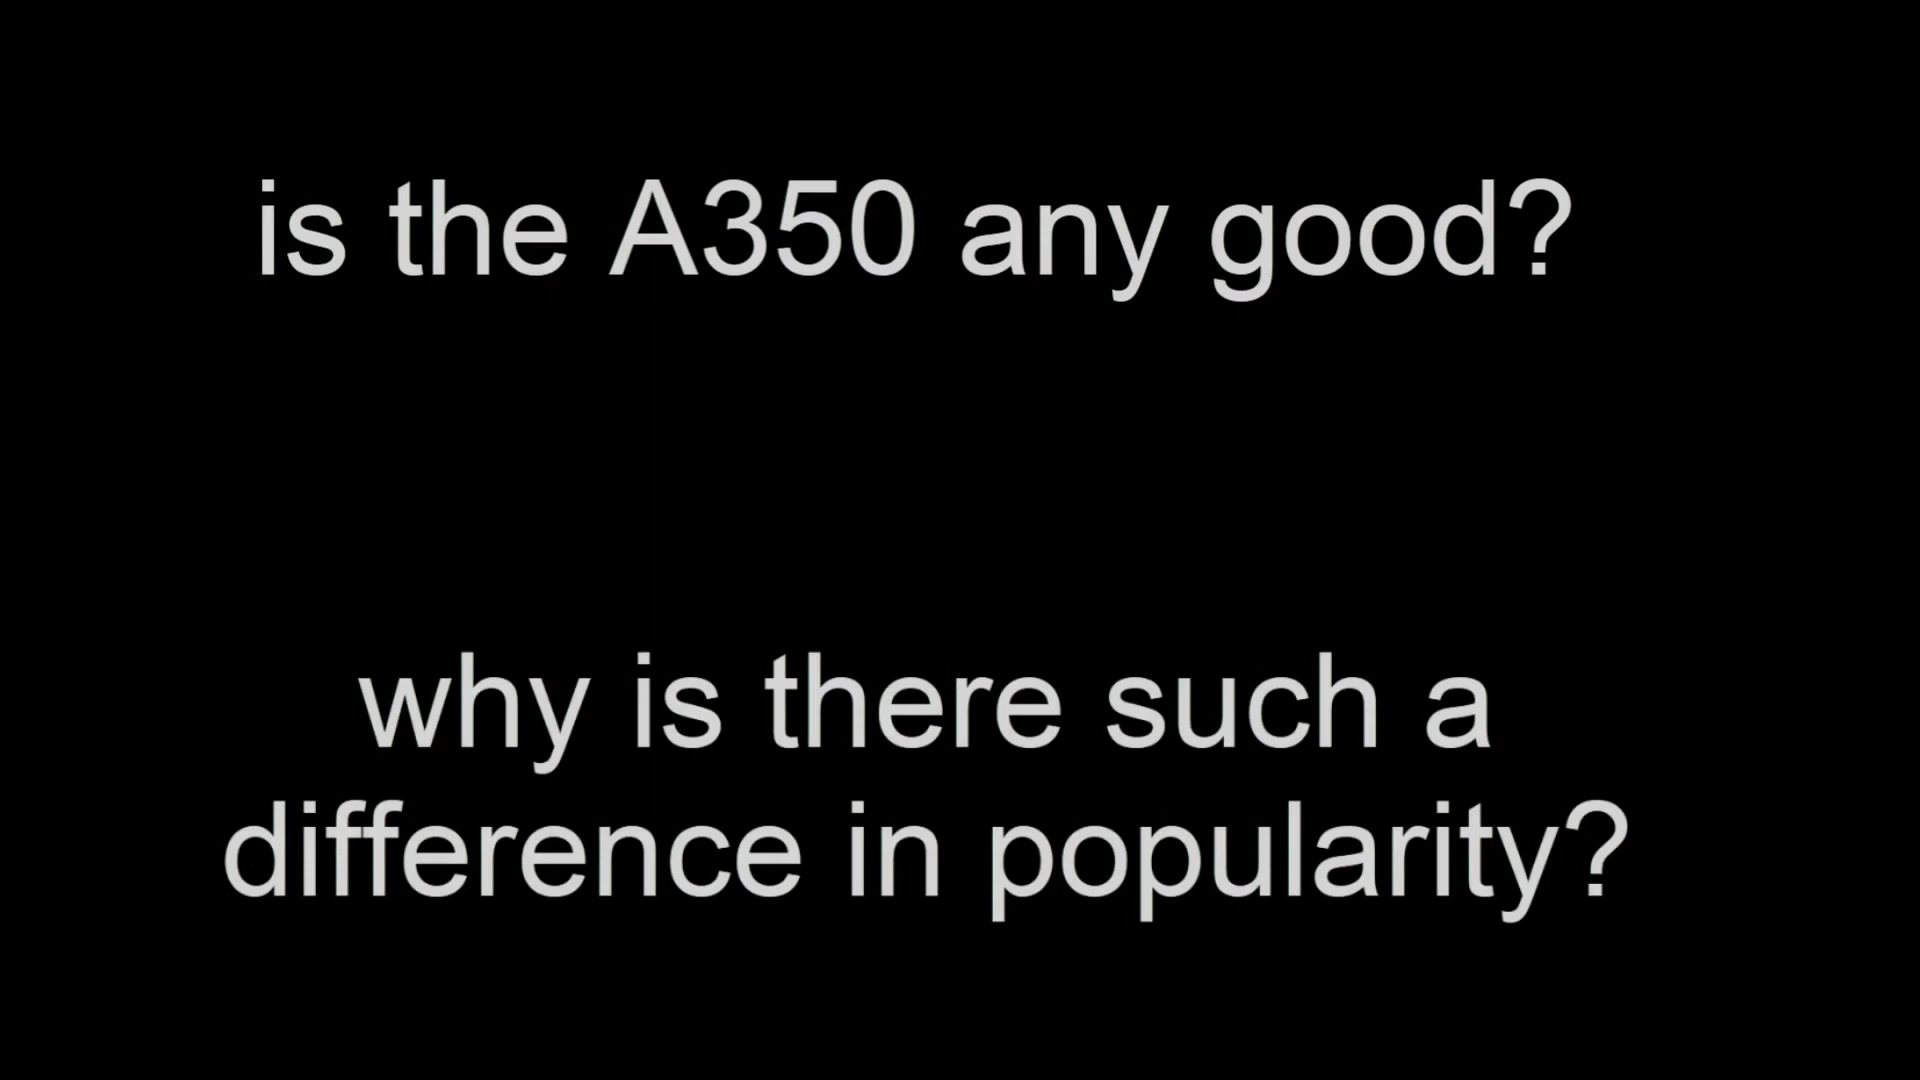 is the A350 any good?
why is there such a
difference in popularity?